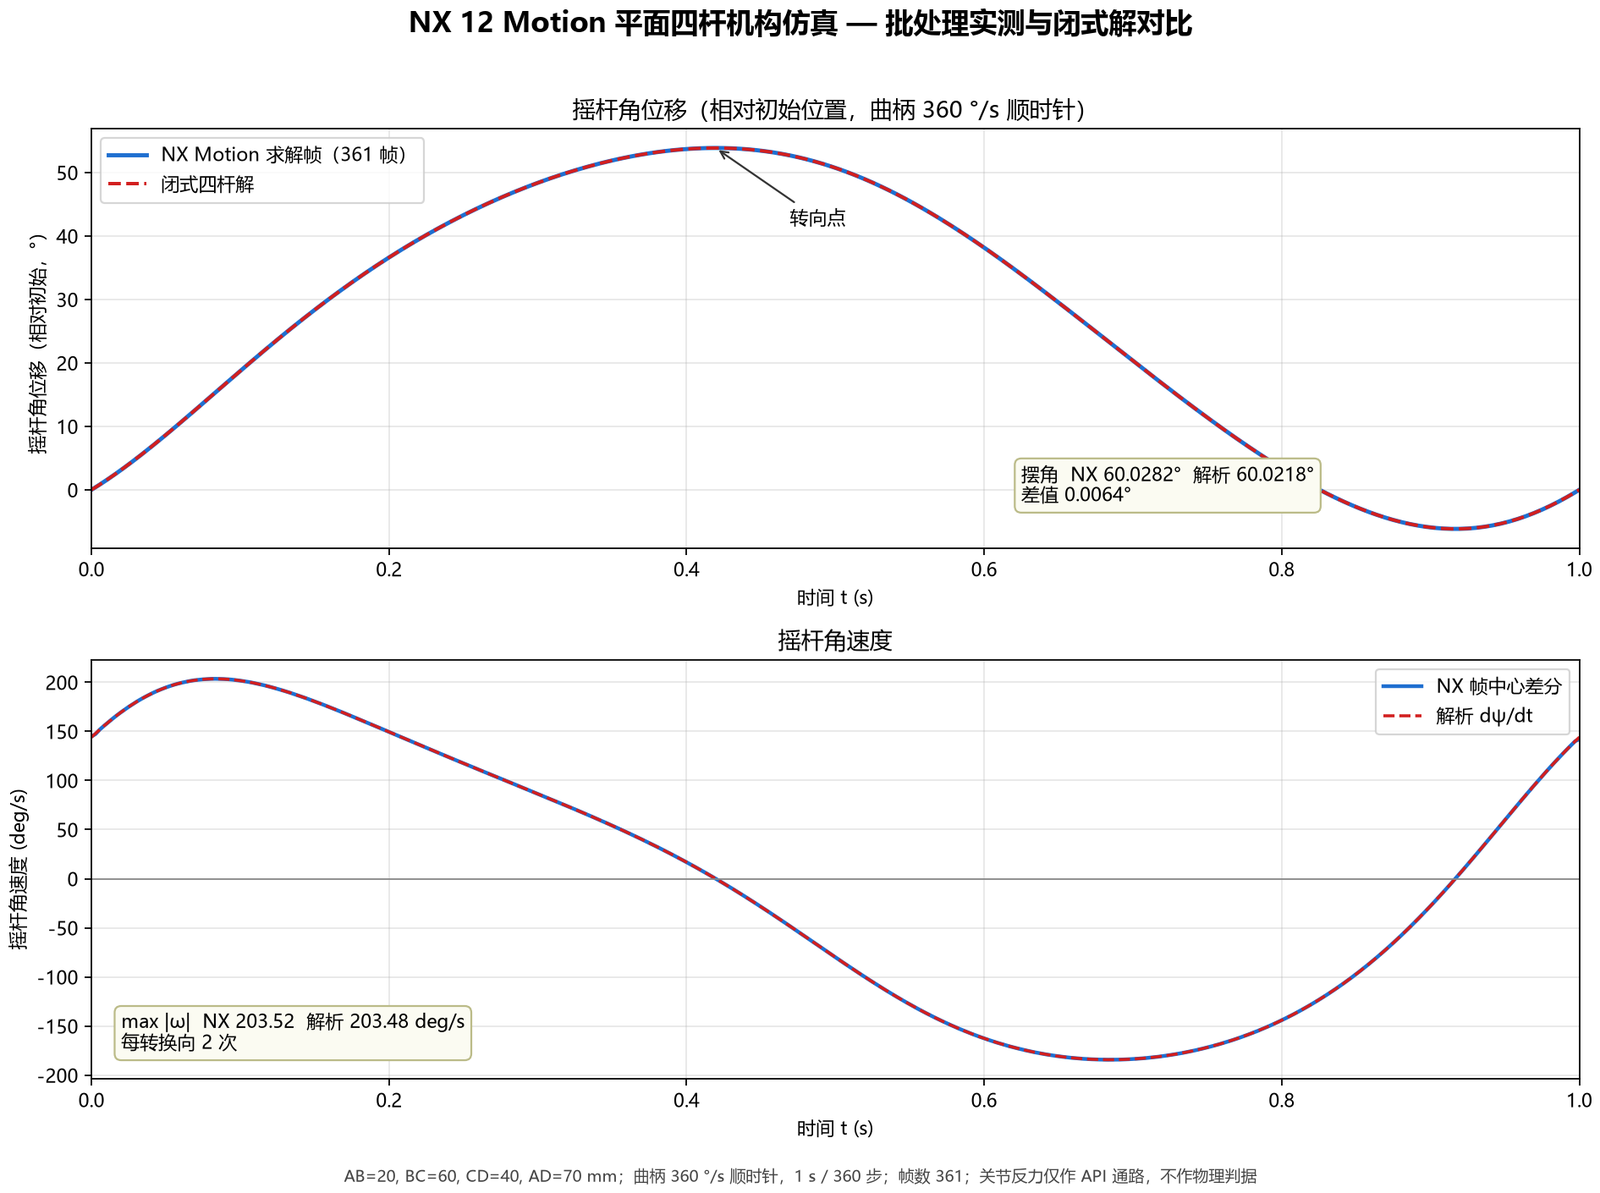 NX 12 Motion 平面四杆机构仿真 — 批处理实测与闭式解对比
摇杆角位移（相对初始位置，曲柄 360 °/s 顺时针）
NX Motion 求解帧（361 帧）
闭式四杆解
转向点
摆角 NX 60.0282° 解析 60.0218°
差值 0.0064°
摇杆角位移（相对初始，°）
50
40
30
20
10
0
0.0
0.2
0.4
0.6
0.8
1.0
时间 t (s)
摇杆角速度
NX 帧中心差分
解析 dψ/dt
max |ω| NX 203.52 解析 203.48 deg/s
每转换向 2 次
摇杆角速度 (deg/s)
200
150
100
50
0
-50
-100
-150
-200
0.0
0.2
0.4
0.6
0.8
1.0
时间 t (s)
AB=20, BC=60, CD=40, AD=70 mm；曲柄 360 °/s 顺时针，1 s / 360 步；帧数 361；关节反力仅作 API 通路，不作物理判据